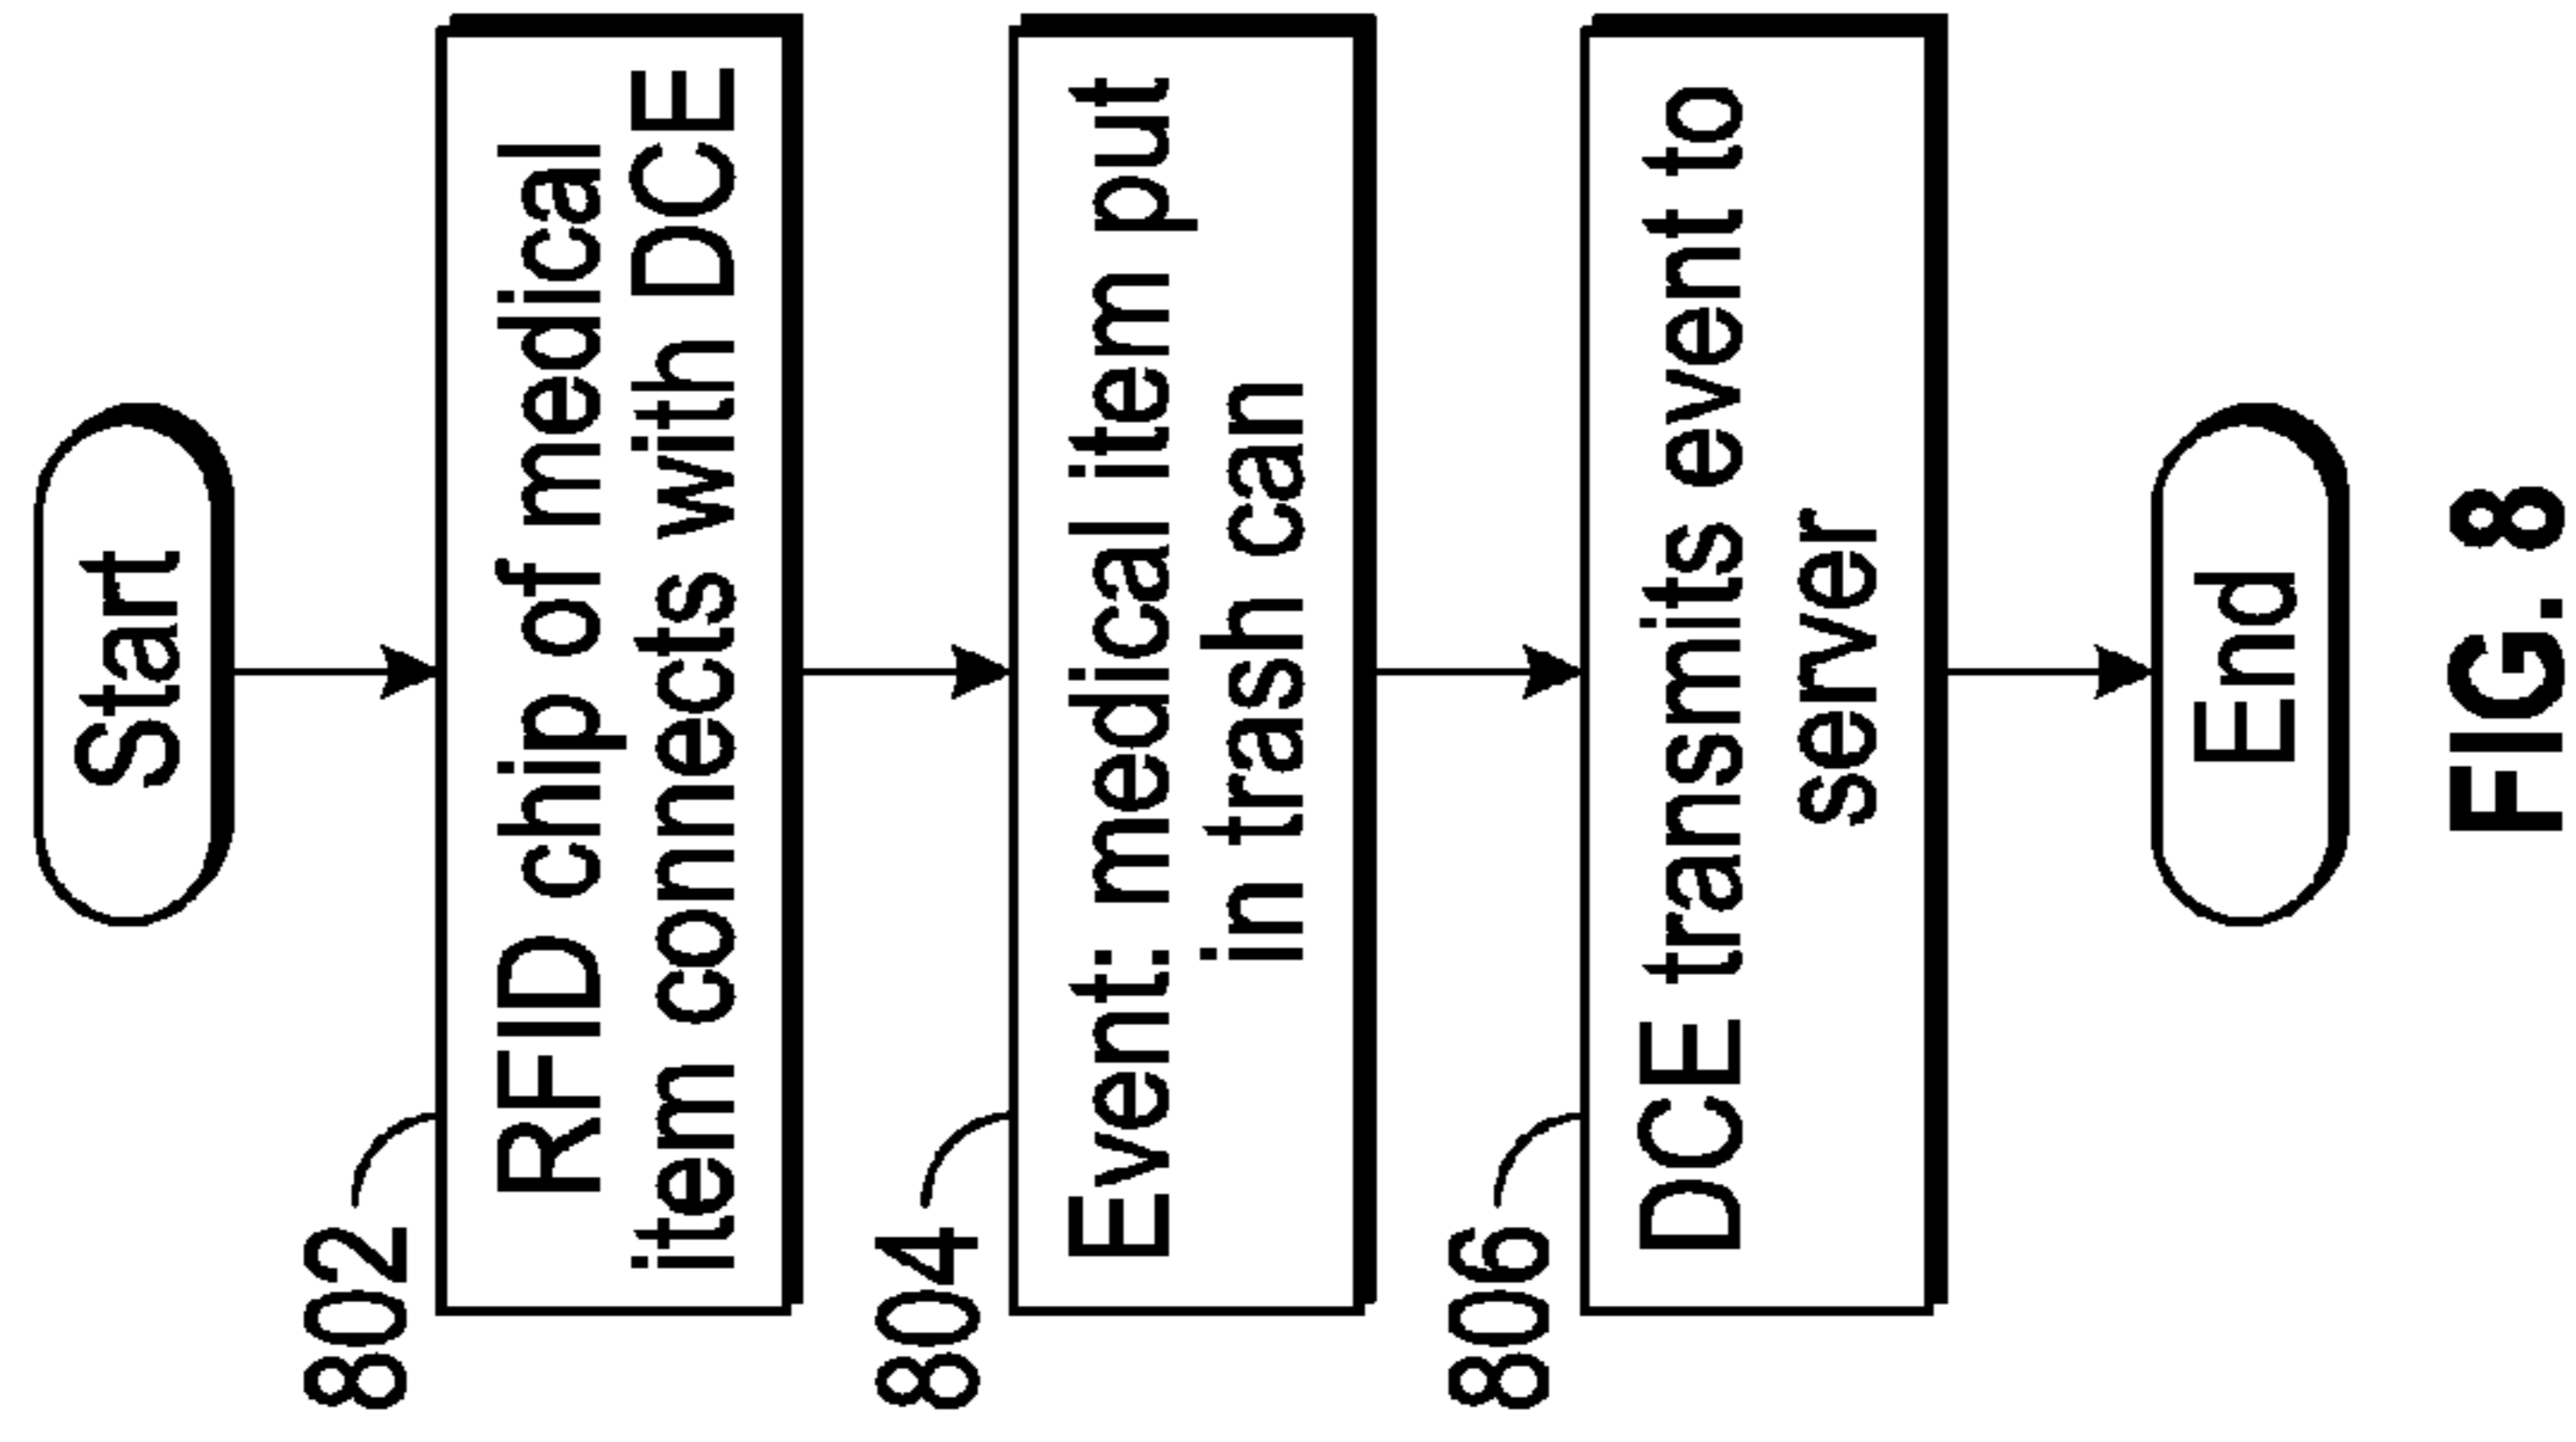 Start
802
RFID chip of medical
item connects with DCE
804
Event: medical item put
in trash can
806
DCE transmits event to
server
End
FIG. 8